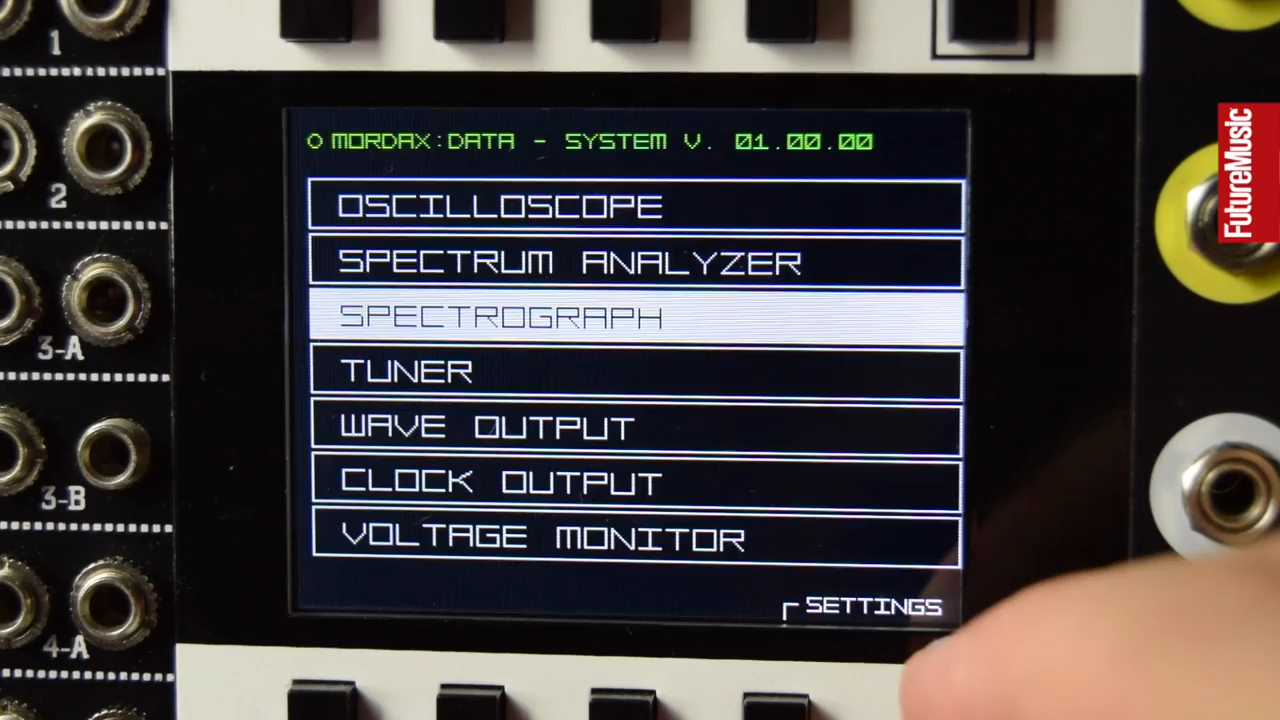 1
2
3-A
3-B
4-A
MORDAX:DATA - SYSTEM V. 01.00.00
OSCILLOSCOPE
SPECTRUM ANALYZER
SPECTROGRAPH
TUNER
WAVE OUTPUT
CLOCK OUTPUT
VOLTAGE MONITOR
SETTINGS
FutureMusic